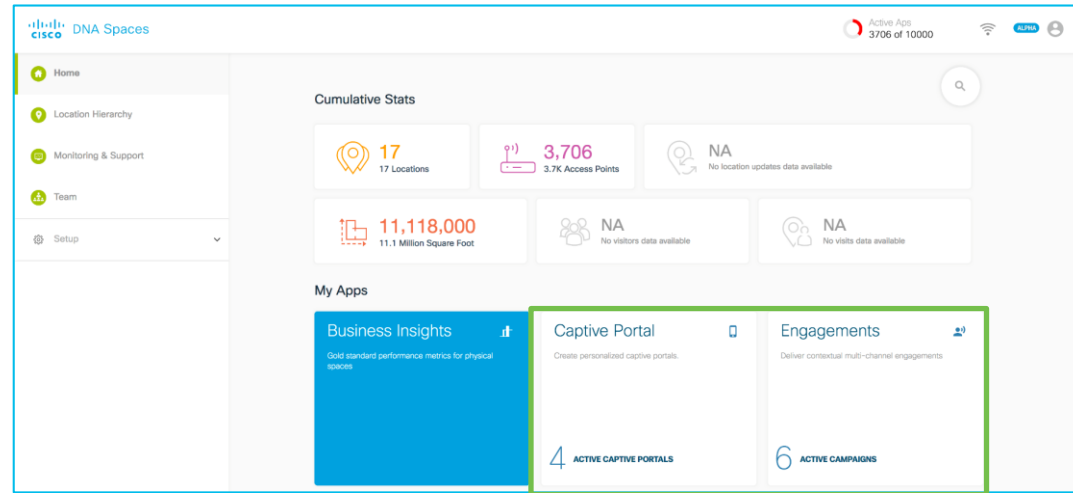 CISCO DNA Spaces
Active Aps
3706 of 10000
ALPHA
Home
Location Hierarchy
Monitoring & Support
Team
Setup
Cumulative Stats
17
17 Locations
3,706
3.7K Access Points
NA
No location updates data available
11,118,000
11.1 Million Square Foot
NA
No visitors data available
NA
No visits data available
My Apps
Business Insights
Gold standard performance metrics for physical
spaces
Captive Portal
Create personalized captive portals.
4 ACTIVE CAPTIVE PORTALS
Engagements
Deliver contextual multi-channel engagements
6 ACTIVE CAMPAIGNS